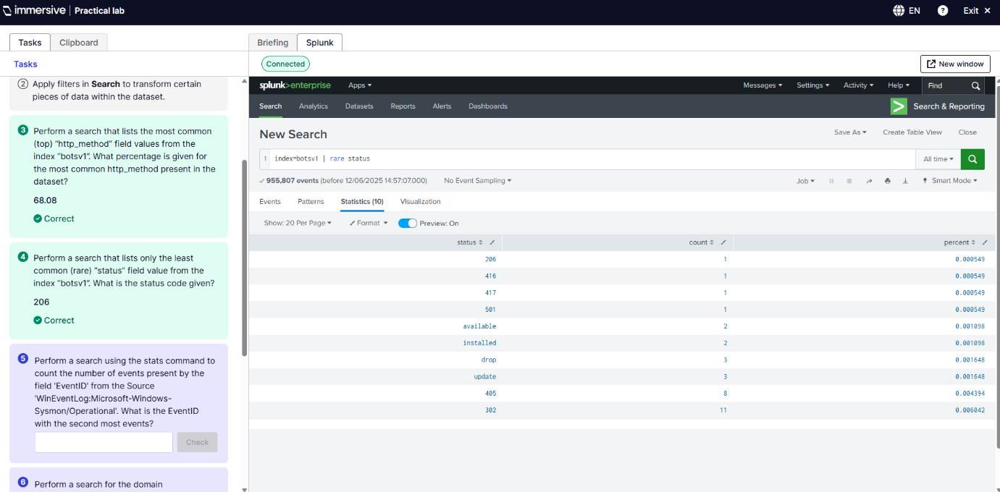 immersive | Practical lab
EN
?
Exit ×
Tasks
Clipboard
Briefing
Splunk
Tasks
Connected
New window
2 Apply filters in Search to transform certain
pieces of data within the dataset.
3 Perform a search that lists the most common
(top) “http_method” field values from the
index “botsv1”. What percentage is given for
the most common http_method present in the
dataset?
68.08
Correct
4 Perform a search that lists only the least
common (rare) “status” field value from the
index “botsv1”. What is the status code given?
206
Correct
5 Perform a search using the stats command to
count the number of events present by the
field 'EventID' from the Source
'WinEventLog:Microsoft-Windows-
Sysmon/Operational'. What is the EventID
with the second most events?
Check
6 Perform a search for the domain
splunk>enterprise Apps Messages Settings Activity Help Find
Search Analytics Datasets Reports Alerts Dashboards > Search & Reporting
New Search Save As Create Table View Close
1 index=botsv1 | rare status All time
955,807 events (before 12/06/2025 14:57:07.000) No Event Sampling Job Smart Mode
Events Patterns Statistics (10) Visualization
Show: 20 Per Page Format Preview: On
status count percent
206 1 0.000549
416 1 0.000549
417 1 0.000549
501 1 0.000549
available 2 0.001098
installed 2 0.001098
drop 3 0.001648
update 3 0.001648
405 8 0.004394
302 11 0.006042